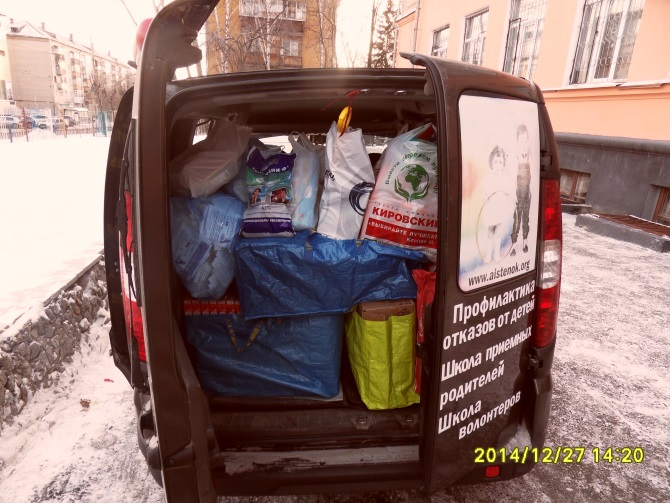 КИРОВСКИЙ
www.aistenok.org
Профилактика
отказов от детей
Школа приемных
родителей
Школа
волонтеров
2014/12/27 14:20